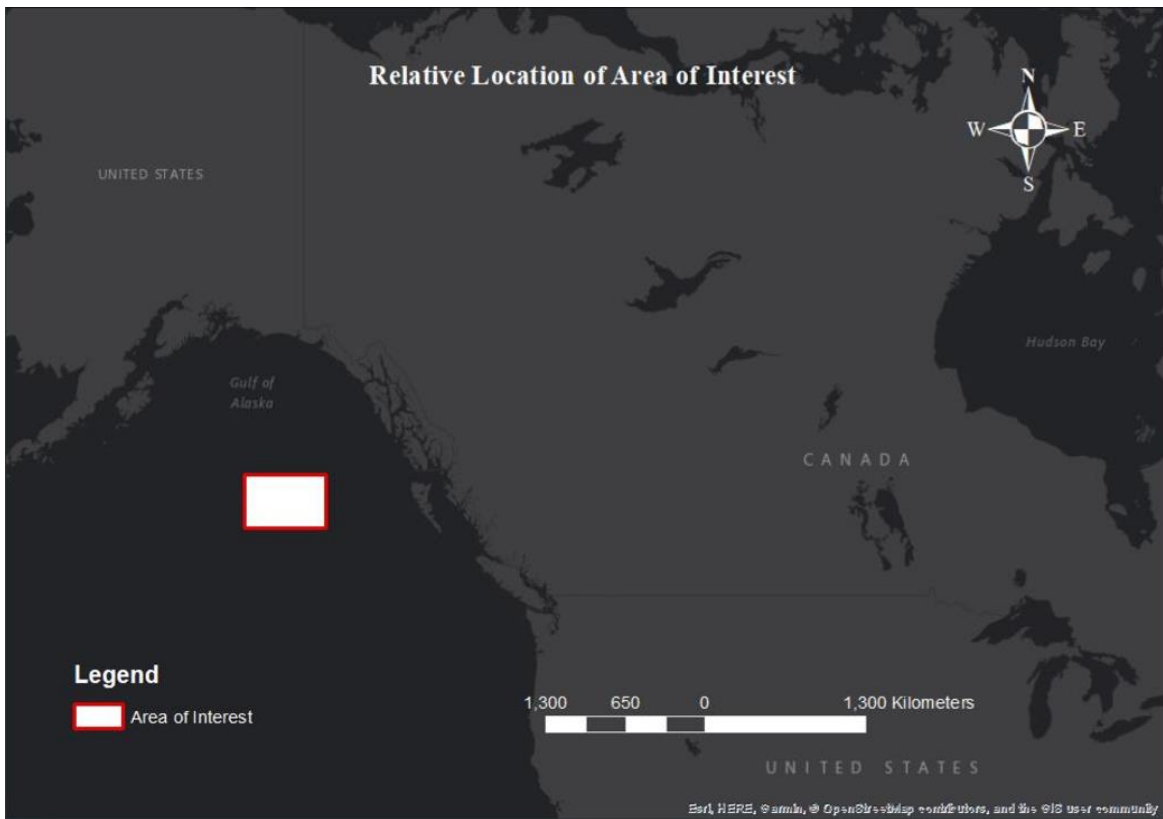 Relative Location of Area of Interest
N
W
E
S
UNITED STATES
Hudson Bay
Gulf of
Alaska
CANADA
Legend
Area of Interest
1,300 650 0 1,300 Kilometers
UNITED STATES
Esri, HERE, Garmin, © OpenStreetMap contributors, and the GIS user community